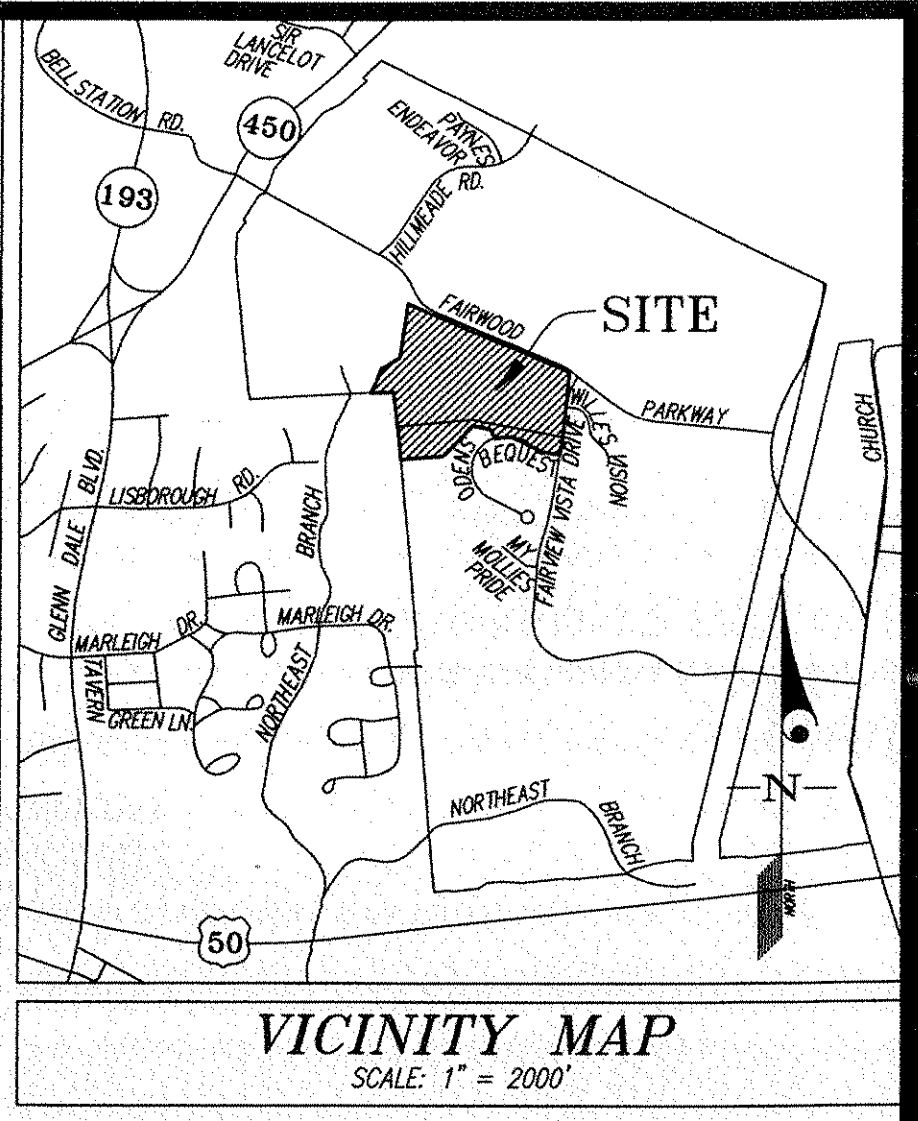 SIR
LANCELOT
DRIVE
BELL STATION RD.
450
193
PAYNES
ENDEAVOR
HILLMEADE RD.
FAIRWOOD
SITE
PARKWAY
CHURCH
WILLES VISION
ODENS
BEQUEST
FAIRVIEW VISTA DRIVE
MY
MOLLIES
PRIDE
LISBOROUGH RD.
GLENN DALE BLVD.
BRANCH
MARLEIGH DR.
MARLEIGH DR.
TAVERN
GREEN LN.
NORTHEAST
NORTHEAST
BRANCH
N
NORTH
50
VICINITY MAP
SCALE: 1" = 2000'